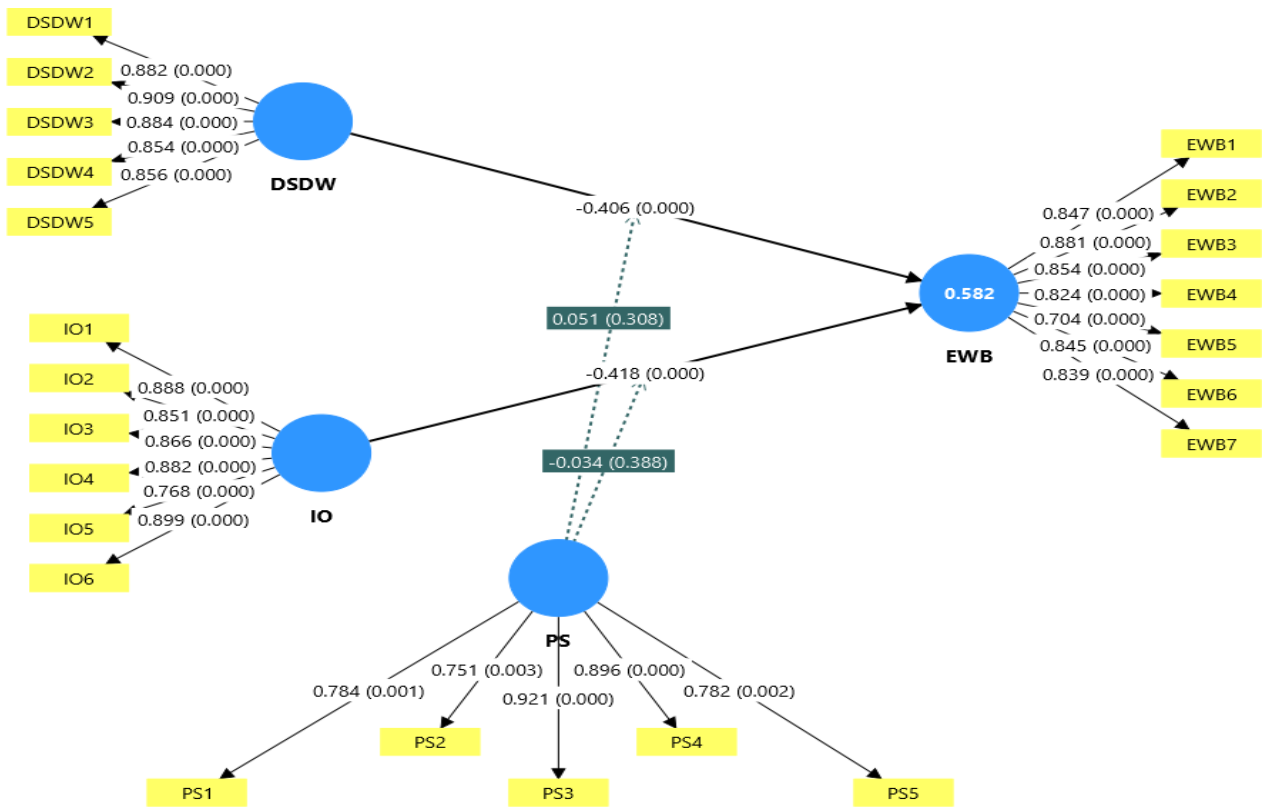 DSDW1
DSDW2
DSDW3
DSDW4
DSDW5
0.882 (0.000)
0.909 (0.000)
0.884 (0.000)
0.854 (0.000)
0.856 (0.000)
DSDW
IO1
IO2
IO3
IO4
IO5
IO6
0.888 (0.000)
0.851 (0.000)
0.866 (0.000)
0.882 (0.000)
0.768 (0.000)
0.899 (0.000)
IO
-0.406 (0.000)
0.051 (0.308)
-0.418 (0.000)
-0.034 (0.388)
0.582
EWB
0.847 (0.000)
0.881 (0.000)
0.854 (0.000)
0.824 (0.000)
0.704 (0.000)
0.845 (0.000)
0.839 (0.000)
EWB1
EWB2
EWB3
EWB4
EWB5
EWB6
EWB7
PS
0.784 (0.001)
0.751 (0.003)
0.921 (0.000)
0.896 (0.000)
0.782 (0.002)
PS1
PS2
PS3
PS4
PS5